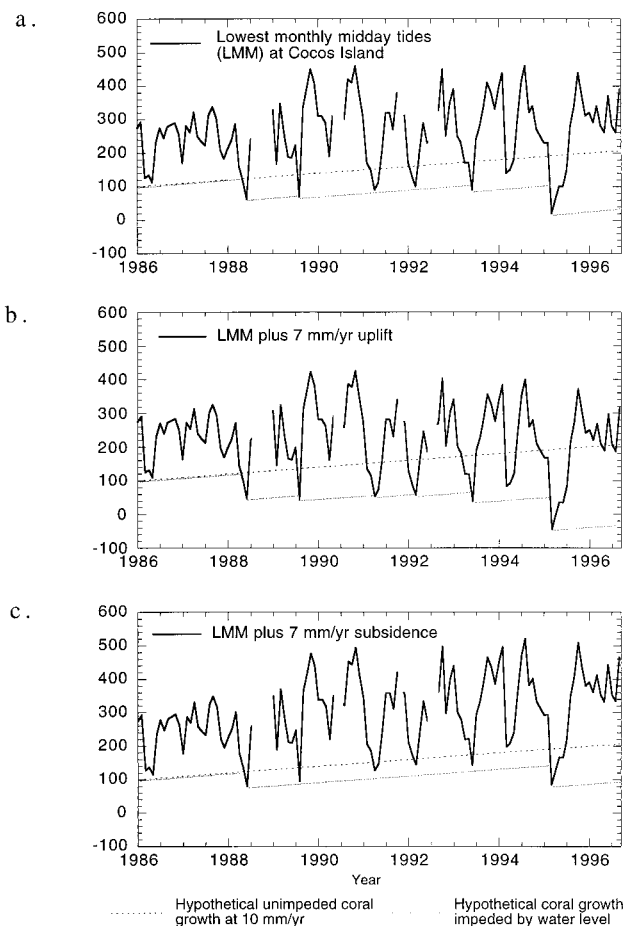 a.
600
Lowest monthly midday tides
(LMM) at Cocos Island
500
400
300
200
100
0
-100
1986 1988 1990 1992 1994 1996
b.
600
LMM plus 7 mm/yr uplift
500
400
300
200
100
0
-100
1986 1988 1990 1992 1994 1996
c.
600
LMM plus 7 mm/yr subsidence
500
400
300
200
100
0
-100
1986 1988 1990 1992 1994 1996
Year
Hypothetical unimpeded coral
growth at 10 mm/yr
Hypothetical coral growth
impeded by water level